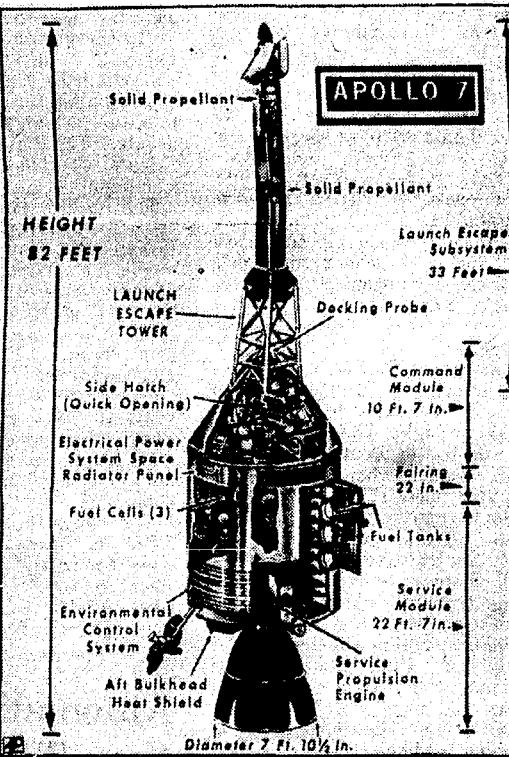 APOLLO 7
Solid Propellant
Solid Propellant
HEIGHT
82 FEET
Launch Escape
Subsystem
33 Feet
LAUNCH
ESCAPE
TOWER
Docking Probe
Side Hatch
(Quick Opening)
Command
Module
10 Ft. 7 In.
Electrical Power
System Space
Radiator Panel
Fairing
22 In.
Fuel Cells (3)
Fuel Tanks
Environmental
Control
System
Service
Module
22 Ft. 7 in.
Aft Bulkhead
Heat Shield
Service
Propulsion
Engine
Diameter 7 Ft. 10½ In.
AP